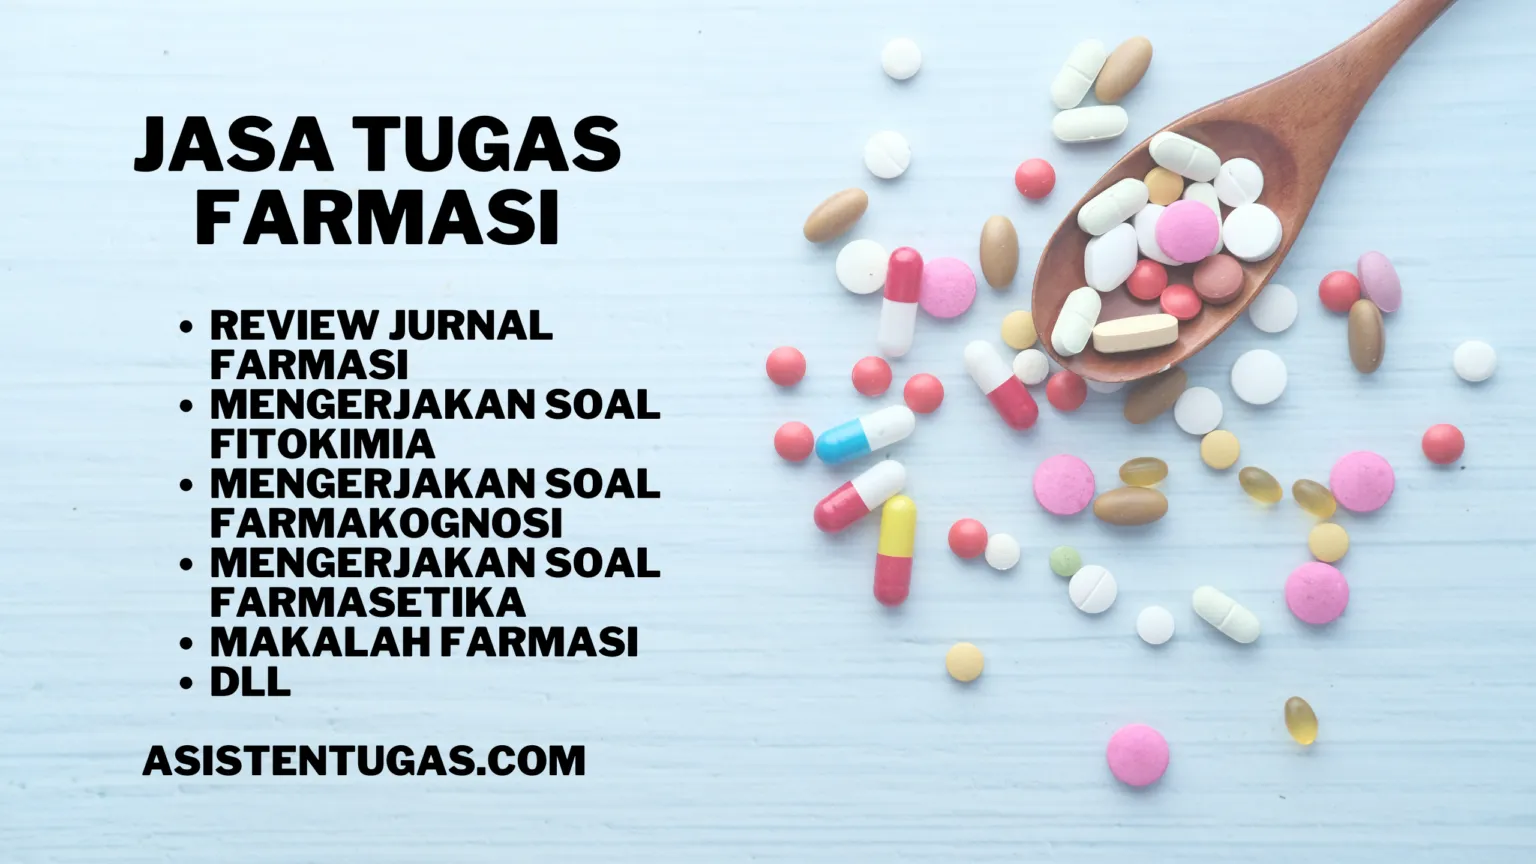 JASA TUGAS
FARMASI
• REVIEW JURNAL
FARMASI
• MENGERJAKAN SOAL
FITOKIMIA
• MENGERJAKAN SOAL
FARMAKOGNOSI
• MENGERJAKAN SOAL
FARMASETIKA
• MAKALAH FARMASI
• DLL
ASISTENTUGAS.COM